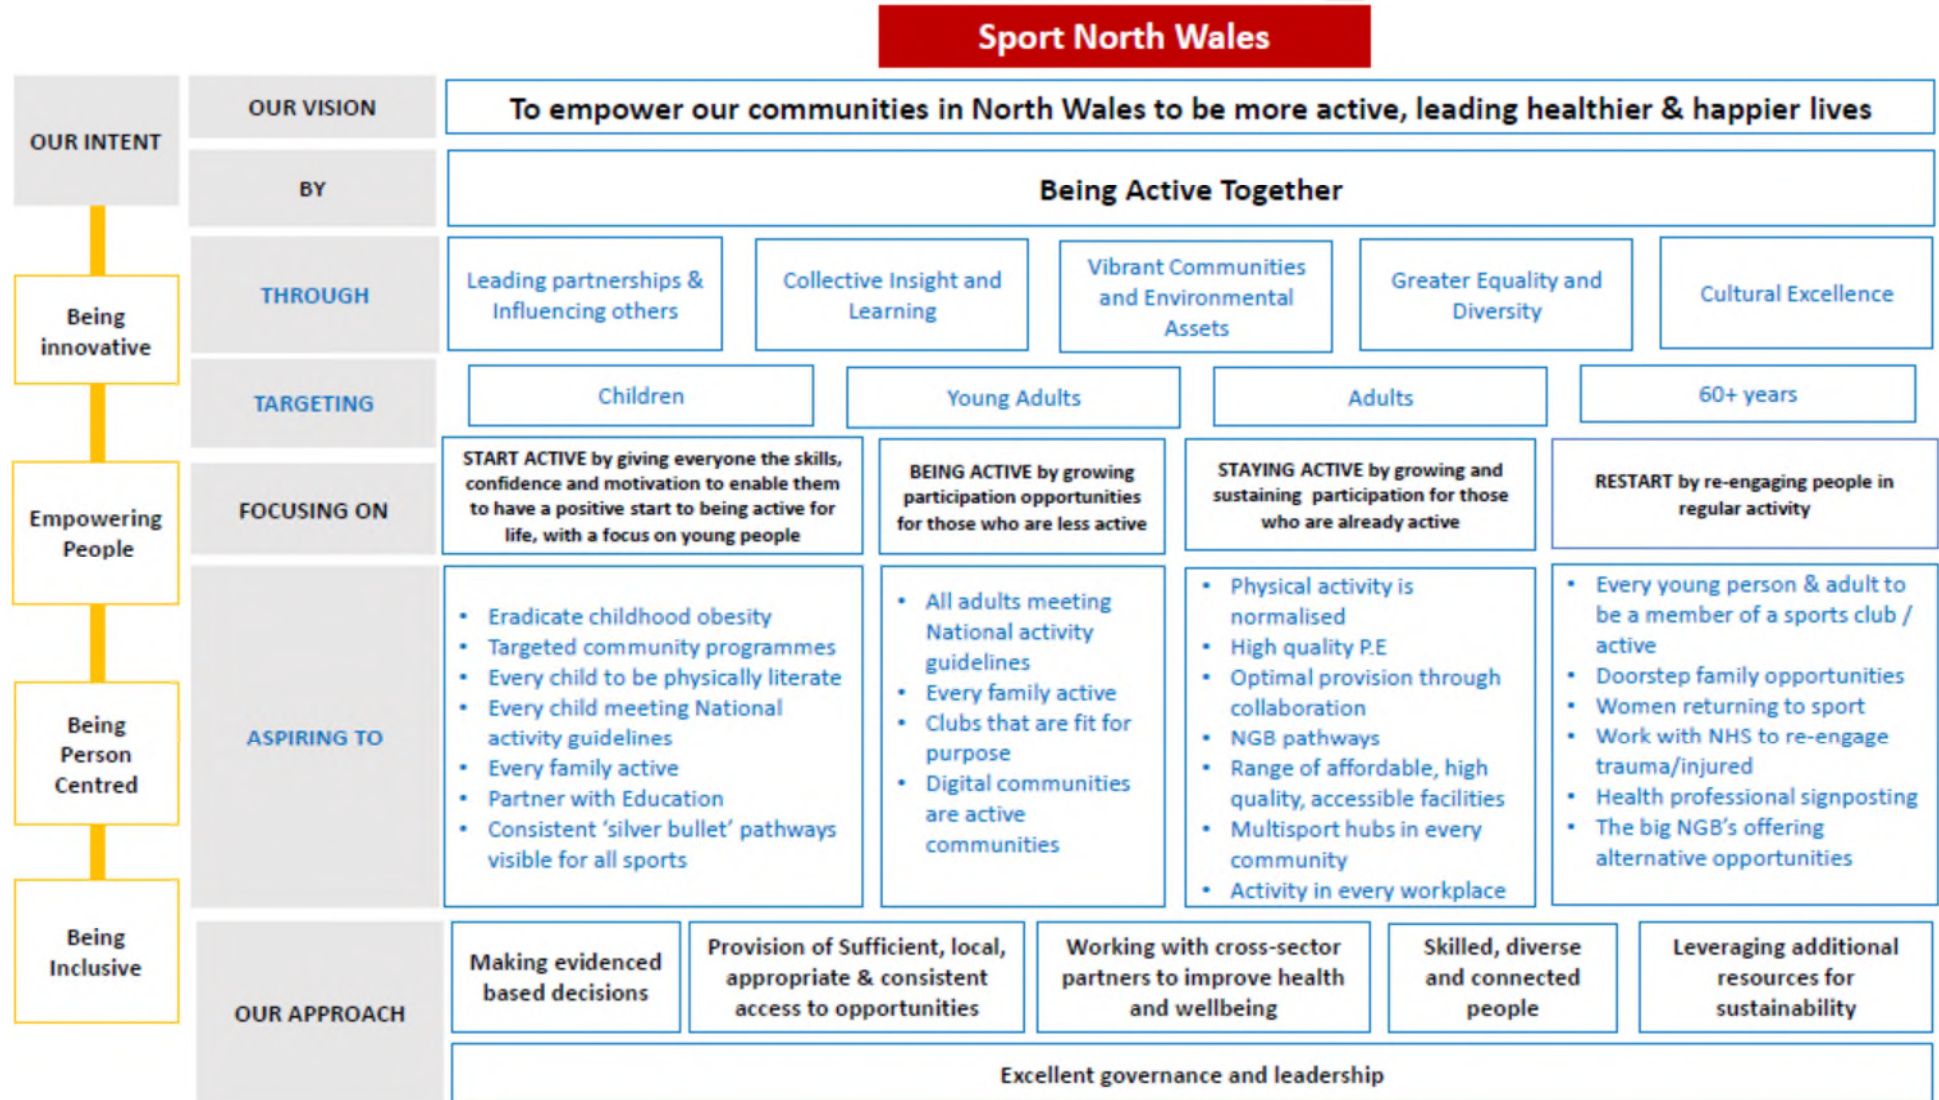 Sport North Wales
OUR INTENT
OUR VISION
To empower our communities in North Wales to be more active, leading healthier & happier lives
BY
Being Active Together
Being
innovative
Empowering
People
Being
Person
Centred
Being
Inclusive
THROUGH
Leading partnerships &
Influencing others
Collective Insight and
Learning
Vibrant Communities
and Environmental
Assets
Greater Equality and
Diversity
Cultural Excellence
TARGETING
Children
Young Adults
Adults
60+ years
FOCUSING ON
START ACTIVE by giving everyone the skills,
confidence and motivation to enable them
to have a positive start to being active for
life, with a focus on young people
BEING ACTIVE by growing
participation opportunities
for those who are less active
STAYING ACTIVE by growing and
sustaining participation for those
who are already active
RESTART by re-engaging people in
regular activity
ASPIRING TO
• Eradicate childhood obesity
• Targeted community programmes
• Every child to be physically literate
• Every child meeting National
activity guidelines
• Every family active
• Partner with Education
• Consistent ‘silver bullet’ pathways
visible for all sports
• All adults meeting
National activity
guidelines
• Every family active
• Clubs that are fit for
purpose
• Digital communities
are active
communities
• Physical activity is
normalised
• High quality P.E
• Optimal provision through
collaboration
• NGB pathways
• Range of affordable, high
quality, accessible facilities
• Multisport hubs in every
community
• Activity in every workplace
• Every young person & adult to
be a member of a sports club /
active
• Doorstep family opportunities
• Women returning to sport
• Work with NHS to re-engage
trauma/injured
• Health professional signposting
• The big NGB’s offering
alternative opportunities
OUR APPROACH
Making evidenced
based decisions
Provision of Sufficient, local,
appropriate & consistent
access to opportunities
Working with cross-sector
partners to improve health
and wellbeing
Skilled, diverse
and connected
people
Leveraging additional
resources for
sustainability
Excellent governance and leadership